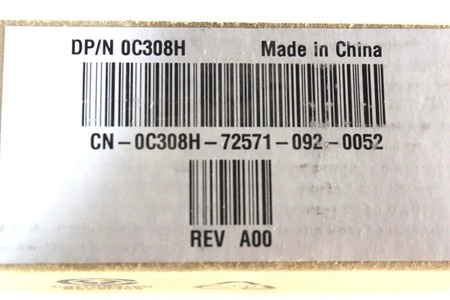 DP/N 0C308H Made in China
CN-0C308H-72571-092-0052
REV A00